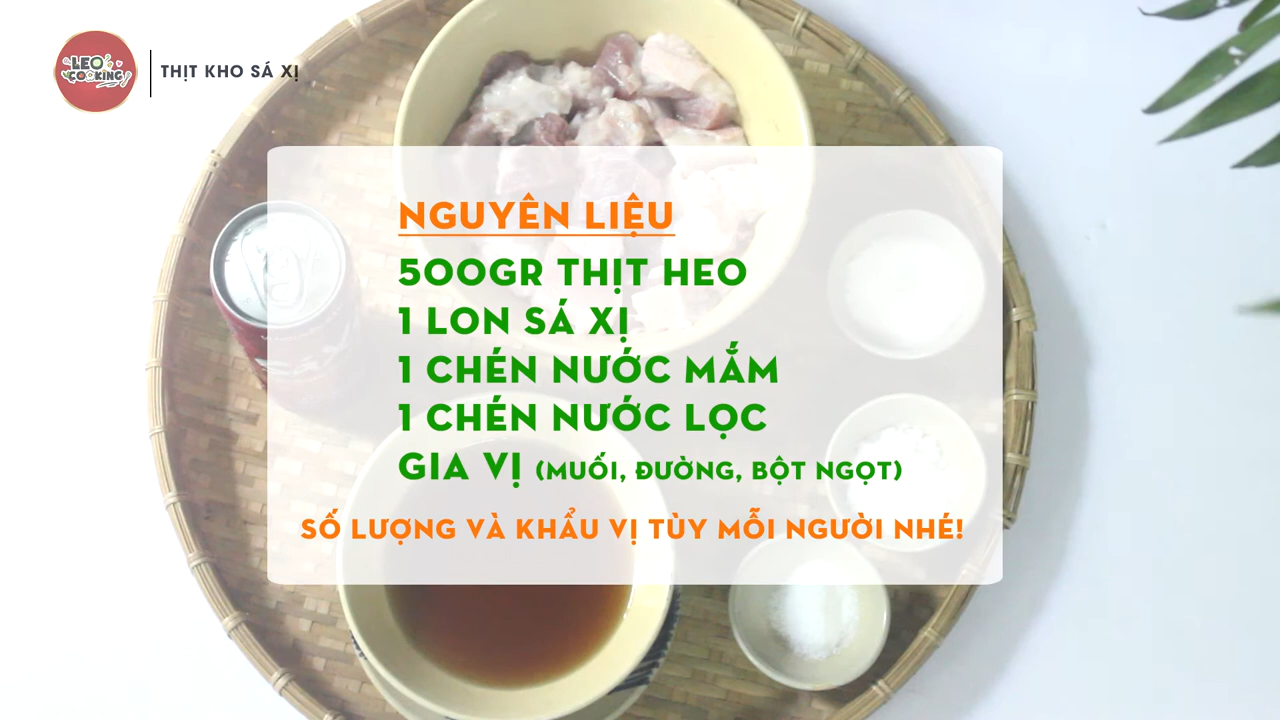 LEO
COOKING
THỊT KHO SÁ XỊ
NGUYÊN LIỆU
500GR THỊT HEO
1 LON SÁ XỊ
1 CHÉN NƯỚC MẮM
1 CHÉN NƯỚC LỌC
GIA VỊ (MUỐI, ĐƯỜNG, BỘT NGỌT)
SỐ LƯỢNG VÀ KHẨU VỊ TÙY MỖI NGƯỜI NHÉ!